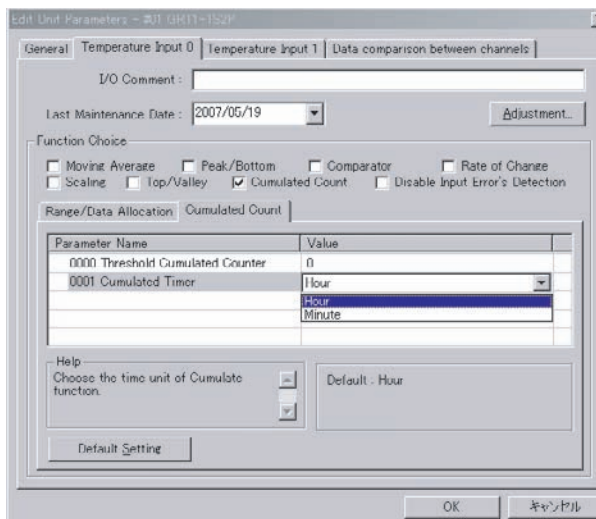 Edit Unit Parameters - #01 GRT1-TS2P
General Temperature Input 0 Temperature Input 1 Data comparison between channels
I/O Comment :
Last Maintenance Date : 2007/05/19 Adjustment...
Function Choice
Moving Average Peak/Bottom Comparator Rate of Change
Scaling Top/Valley Cumulated Count Disable Input Error's Detection
Range/Data Allocation Cumulated Count
Parameter Name Value
0000 Threshold Cumulated Counter 0
0001 Cumulated Timer Hour
Hour
Minute
Help
Choose the time unit of Cumulate
function.
Default : Hour
Default Setting
OK キャンセル